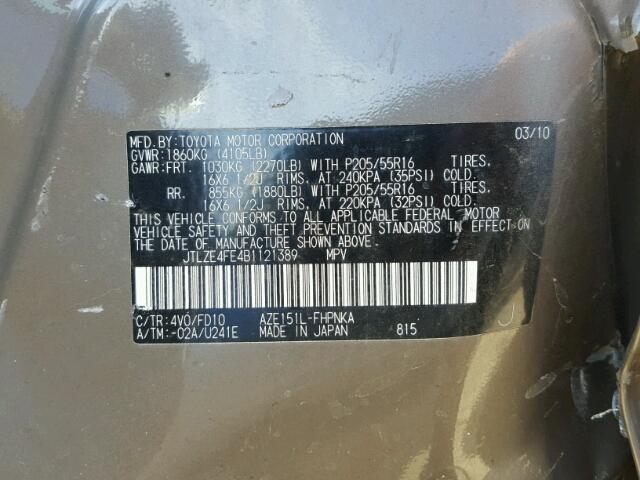 MFD.BY:TOYOTA MOTOR CORPORATION 03/10
GVWR:1860KG (4105LB)
GAWR:FRT. 1030KG (2270LB) WITH P205/55R16 TIRES,
16X6 1/2J RIMS, AT 240KPA (35PSI) COLD.
RR. 855KG (1880LB) WITH P205/55R16 TIRES,
16X6 1/2J RIMS, AT 220KPA (32PSI) COLD.
THIS VEHICLE CONFORMS TO ALL APPLICABLE FEDERAL MOTOR
VEHICLE SAFETY AND THEFT PREVENTION STANDARDS IN EFFECT ON
THE DATE OF MANUFACTURE SHOWN ABOVE.
JTLZE4FE4B1121389 MPV
C/TR:4V0/FD10 AZE151L-FHPNKA
A/TM:-02A/U241E MADE IN JAPAN 815 J